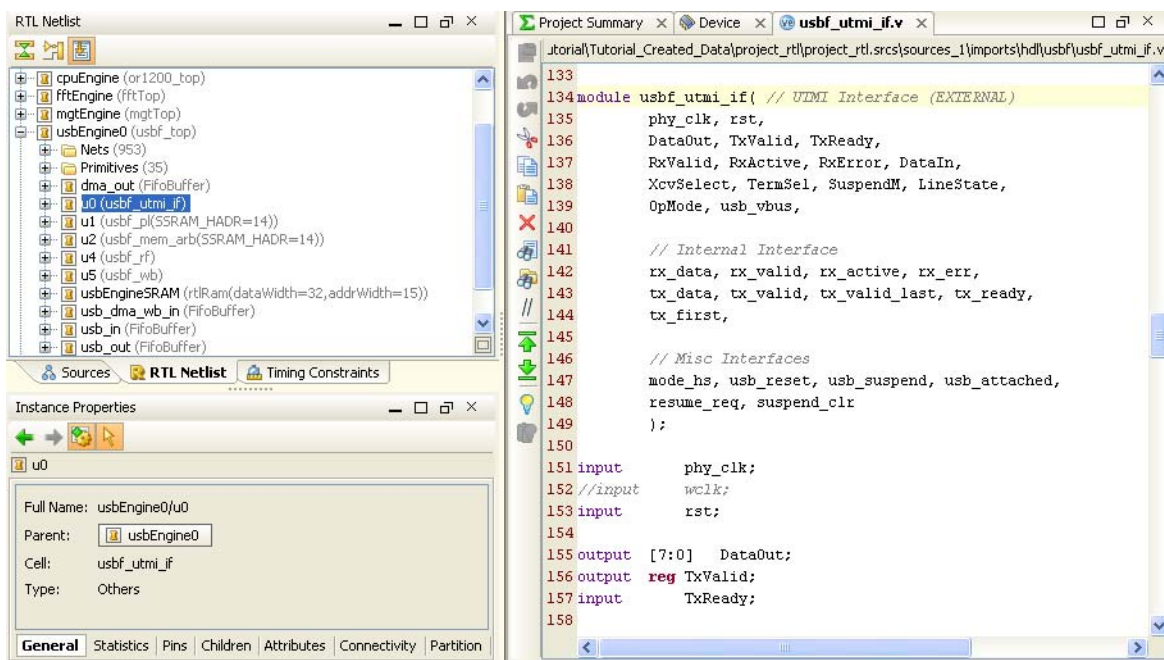 RTL Netlist
cpuEngine (or1200_top)
fftEngine (fftTop)
mgtEngine (mgtTop)
usbEngine0 (usbf_top)
Nets (953)
Primitives (35)
dma_out (FifoBuffer)
u0 (usbf_utmi_if)
u1 (usbf_pl(SSRAM_HADR=14))
u2 (usbf_mem_arb(SSRAM_HADR=14))
u4 (usbf_rf)
u5 (usbf_wb)
usbEngineSRAM (rtlRam(dataWidth=32,addrWidth=15))
usb_dma_wb_in (FifoBuffer)
usb_in (FifoBuffer)
usb_out (FifoBuffer)
Sources RTL Netlist Timing Constraints
Instance Properties
u0
Full Name: usbEngine0/u0
Parent: usbEngine0
Cell: usbf_utmi_if
Type: Others
General Statistics Pins Children Attributes Connectivity Partition
Project Summary Device usbf_utmi_if.v
utorial\Tutorial_Created_Data\project_rtl\project_rtl.srcs\sources_1\imports\hdl\usbf\usbf_utmi_if.v
133
134 module usbf_utmi_if( // UTMI Interface (EXTERNAL)
135 phy_clk, rst,
136 DataOut, TxValid, TxReady,
137 RxValid, RxActive, RxError, DataIn,
138 XcvSelect, TermSel, SuspendM, LineState,
139 OpMode, usb_vbus,
140
141 // Internal Interface
142 rx_data, rx_valid, rx_active, rx_err,
143 tx_data, tx_valid, tx_valid_last, tx_ready,
144 tx_first,
145
146 // Misc Interfaces
147 mode_hs, usb_reset, usb_suspend, usb_attached,
148 resume_req, suspend_clr
149 );
150
151 input phy_clk;
152 //input wclk;
153 input rst;
154
155 output [7:0] DataOut;
156 output reg TxValid;
157 input TxReady;
158